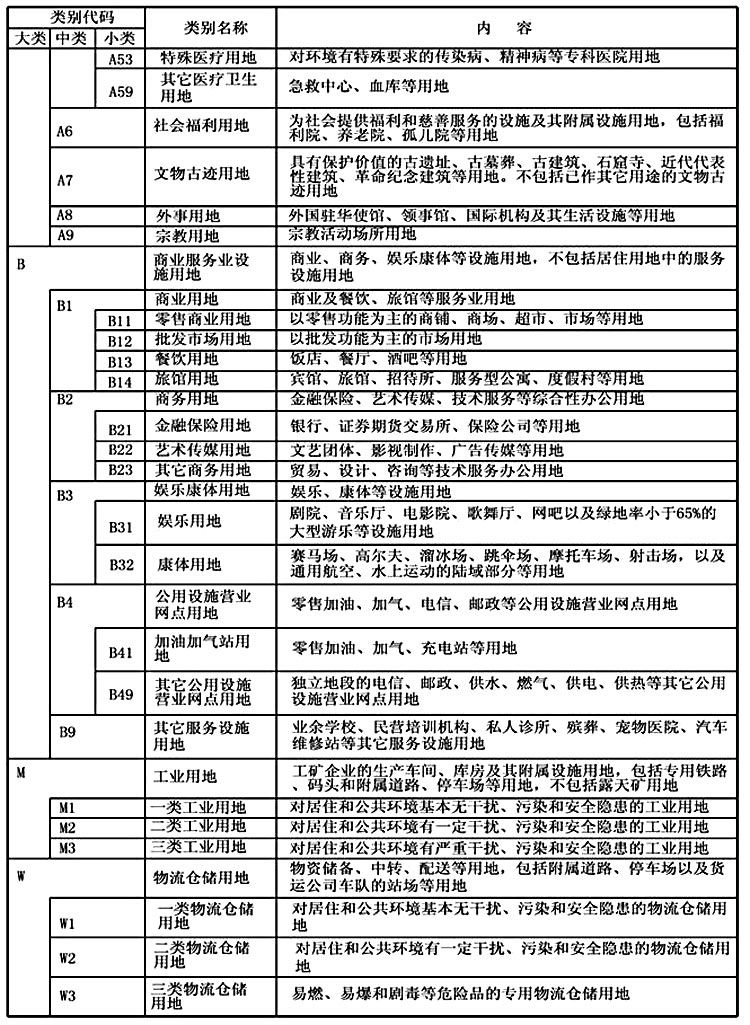 类别代码 类别名称 内 容
大类 中类 小类
A53 特殊医疗用地 对环境有特殊要求的传染病、精神病等专科医院用地
A59 其它医疗卫生 急救中心、血库等用地
用地
A6 社会福利用地 为社会提供福利和慈善服务的设施及其附属设施用地，包括福
利院、养老院、孤儿院等用地
A7 文物古迹用地 具有保护价值的古遗址、古墓葬、古建筑、石窟寺、近代代表
性建筑、革命纪念建筑等用地。不包括已作其它用途的文物古
迹用地
A8 外事用地 外国驻华使馆、领事馆、国际机构及其生活设施等用地
A9 宗教用地 宗教活动场所用地
B 商业服务业设 商业、商务、娱乐康体等设施用地，不包括居住用地中的服务
施用地 设施用地
B1 商业用地 商业及餐饮、旅馆等服务业用地
B11 零售商业用地 以零售功能为主的商铺、商场、超市、市场等用地
B12 批发市场用地 以批发功能为主的市场用地
B13 餐饮用地 饭店、餐厅、酒吧等用地
B14 旅馆用地 宾馆、旅馆、招待所、服务型公寓、度假村等用地
B2 商务用地 金融保险、艺术传媒、技术服务等综合性办公用地
B21 金融保险用地 银行、证券期货交易所、保险公司等用地
B22 艺术传媒用地 文艺团体、影视制作、广告传媒等用地
B23 其它商务用地 贸易、设计、咨询等技术服务办公用地
B3 娱乐康体用地 娱乐、康体等设施用地
B31 娱乐用地 剧院、音乐厅、电影院、歌舞厅、网吧以及绿地率小于65%的
大型游乐等设施用地
B32 康体用地 赛马场、高尔夫、溜冰场、跳伞场、摩托车场、射击场，以及
通用航空、水上运动的陆域部分等用地
B4 公用设施营业 零售加油、加气、电信、邮政等公用设施营业网点用地
网点用地
B41 加油加气站用 零售加油、加气、充电站等用地
地
B49 其它公用设施 独立地段的电信、邮政、供水、燃气、供电、供热等其它公用
营业网点用地 设施营业网点用地
B9 其它服务设施 业余学校、民营培训机构、私人诊所、殡葬、宠物医院、汽车
用地 维修站等其它服务设施用地
M 工业用地 工矿企业的生产车间、库房及其附属设施用地，包括专用铁路
、码头和附属道路、停车场等用地，不包括露天矿用地
M1 一类工业用地 对居住和公共环境基本无干扰、污染和安全隐患的工业用地
M2 二类工业用地 对居住和公共环境有一定干扰、污染和安全隐患的工业用地
M3 三类工业用地 对居住和公共环境有严重干扰、污染和安全隐患的工业用地
W 物流仓储用地 物资储备、中转、配送等用地，包括附属道路、停车场以及货
运公司车队的站场等用地
W1 一类物流仓储 对居住和公共环境基本无干扰、污染和安全隐患的物流仓储用
用地 地
W2 二类物流仓储 对居住和公共环境有一定干扰、污染和安全隐患的物流仓储用
用地 地
W3 三类物流仓储 易燃、易爆和剧毒等危险品的专用物流仓储用地
用地